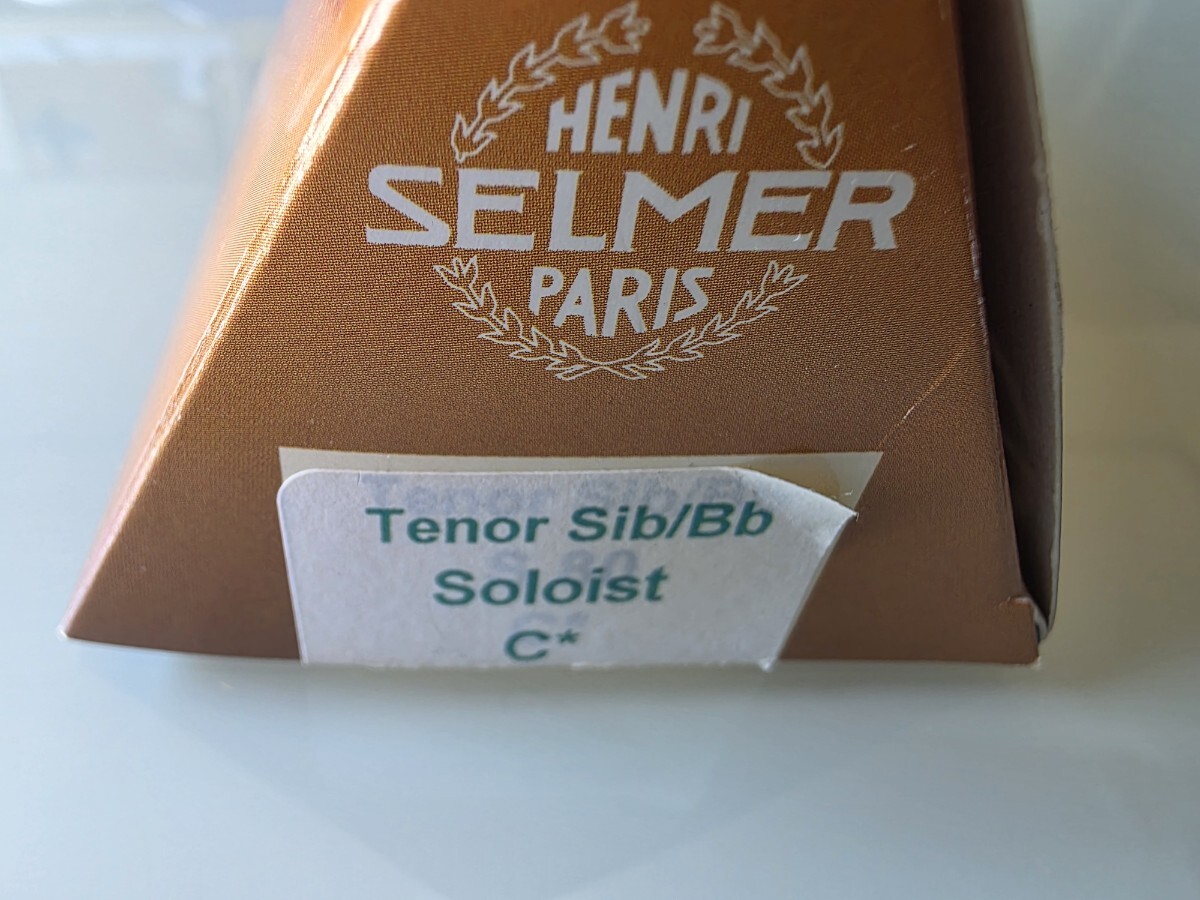 HENRI
SELMER
PARIS
Tenor Sib/Bb
Soloist
C*